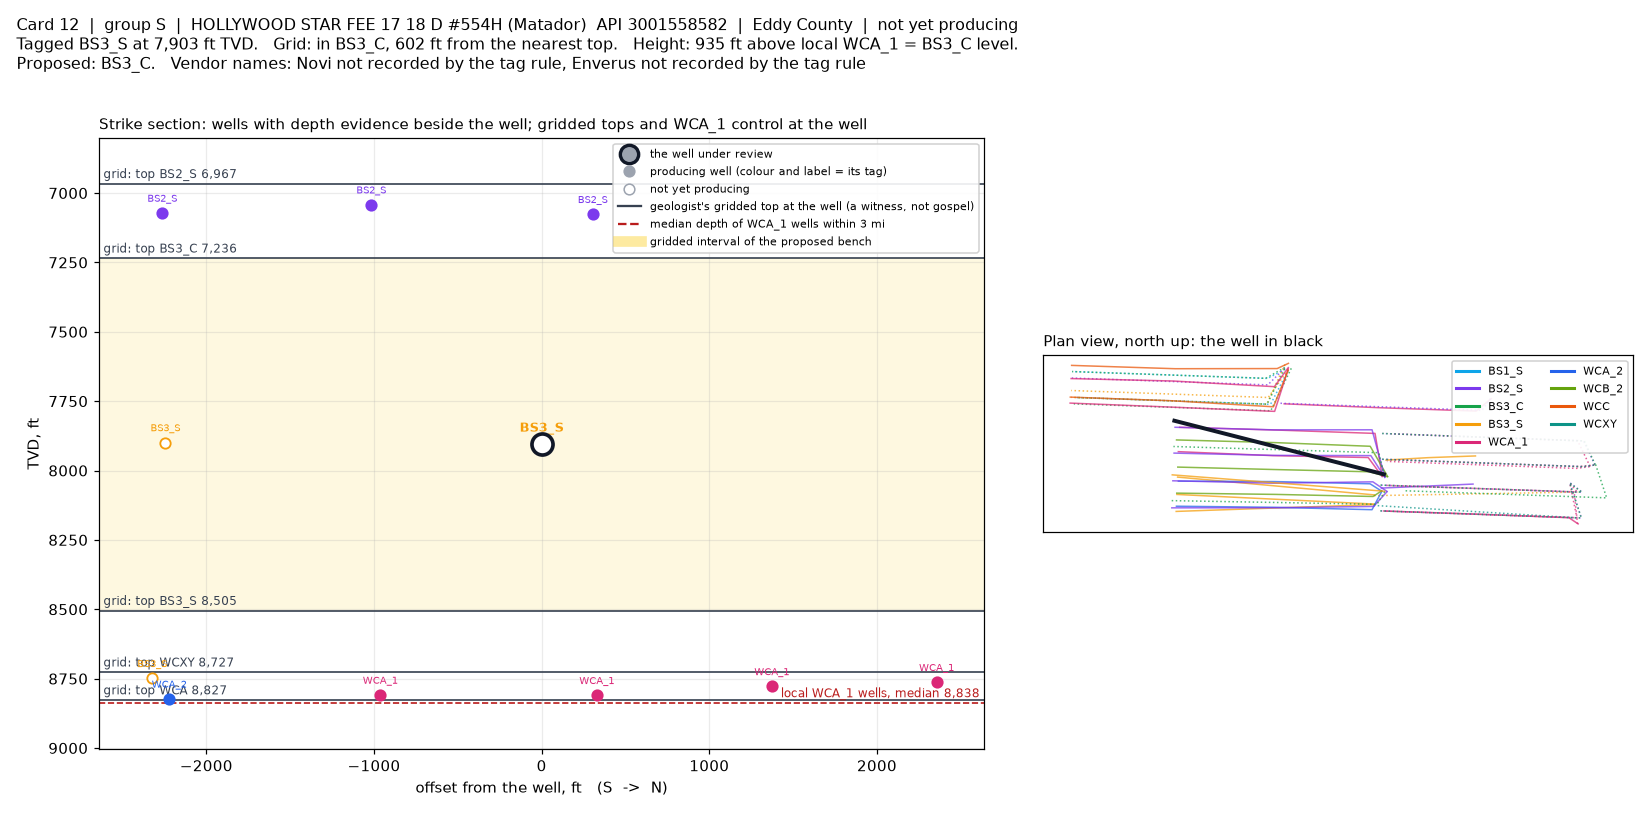 Card 12 | group S | HOLLYWOOD STAR FEE 17 18 D #554H (Matador) API 3001558582 | Eddy County | not yet producing
Tagged BS3_S at 7,903 ft TVD. Grid: in BS3_C, 602 ft from the nearest top. Height: 935 ft above local WCA_1 = BS3_C level.
Proposed: BS3_C. Vendor names: Novi not recorded by the tag rule, Enverus not recorded by the tag rule
Strike section: wells with depth evidence beside the well; gridded tops and WCA_1 control at the well
the well under review
producing well (colour and label = its tag)
not yet producing
geologist's gridded top at the well (a witness, not gospel)
median depth of WCA_1 wells within 3 mi
gridded interval of the proposed bench
grid: top BS2_S 6,967
BS2_S
BS2_S
BS2_S
grid: top BS3_C 7,236
BS3_S
BS3_S
grid: top BS3_S 8,505
grid: top WCXY 8,727
BS3_S
WCA_2
grid: top WCA 8,827
WCA_1
WCA_1
WCA_1
WCA_1
local WCA_1 wells, median 8,838
7000
7250
7500
7750
8000
8250
8500
8750
9000
TVD, ft
−2000
−1000
0
1000
2000
offset from the well, ft (S -> N)
Plan view, north up: the well in black
BS1_S
BS2_S
BS3_C
BS3_S
WCA_1
WCA_2
WCB_2
WCC
WCXY